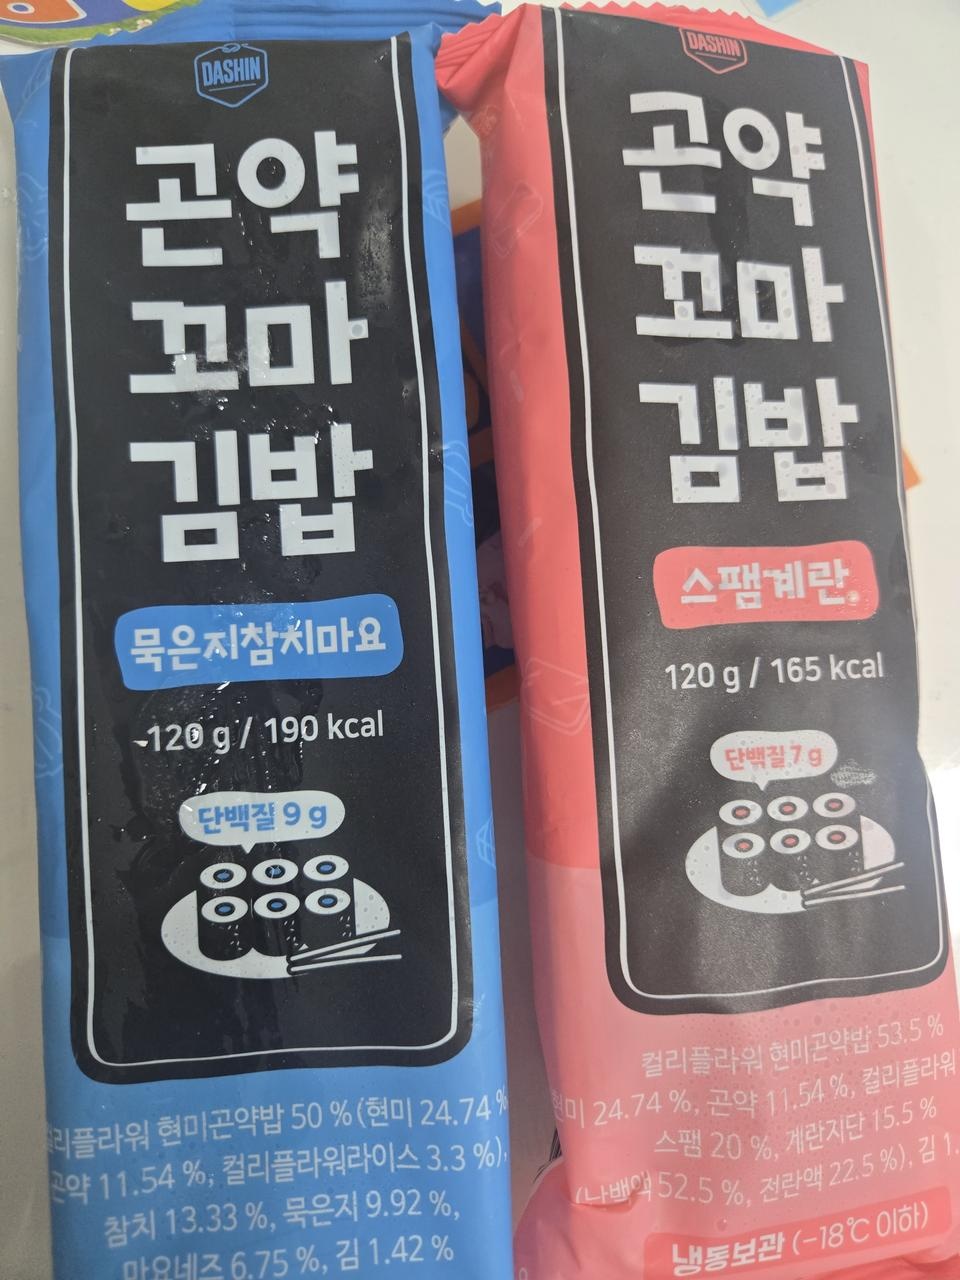 DASHIN
곤약
꼬마
김밥
묵은지참치마요
120 g / 190 kcal
단백질 9 g
컬리플라워 현미곤약밥 50 % (현미 24.74 %,
곤약 11.54 %, 컬리플라워라이스 3.3 %),
참치 13.33 %, 묵은지 9.92 %,
마요네즈 6.75 %, 김 1.42 %
DASHIN
곤약
꼬마
김밥
스팸계란
120 g / 165 kcal
단백질 7 g
컬리플라워 현미곤약밥 53.5 %
현미 24.74 %, 곤약 11.54 %, 컬리플라워
스팸 20 %, 계란지단 15.5 %
(난백액 52.5 %, 전란액 22.5 %), 김 1.
냉동보관 (-18℃ 이하)